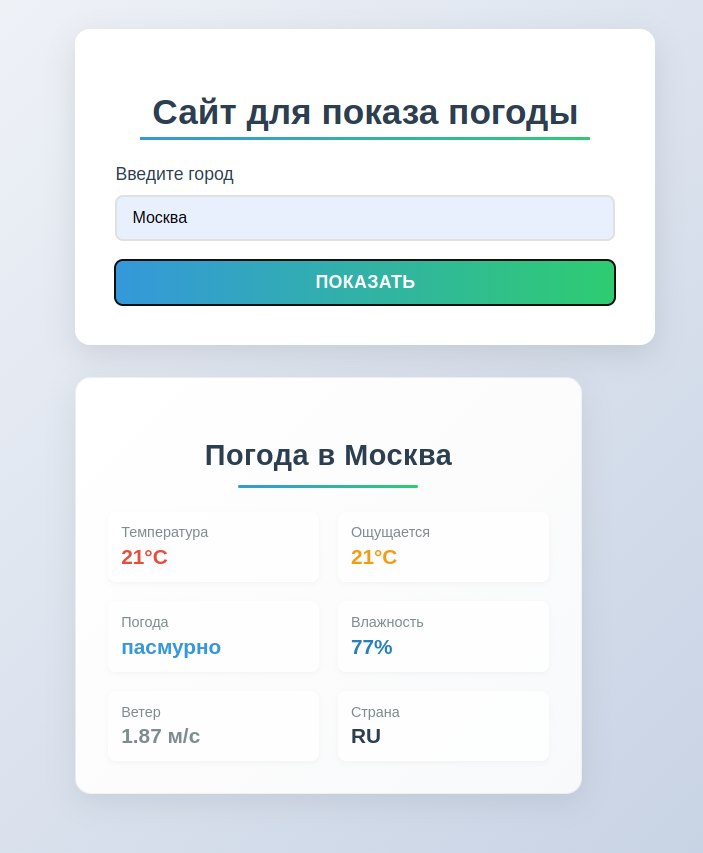 Сайт для показа погоды
Введите город
Москва
ПОКАЗАТЬ
Погода в Москва
Температура
21°C
Ощущается
21°C
Погода
пасмурно
Влажность
77%
Ветер
1.87 м/с
Страна
RU